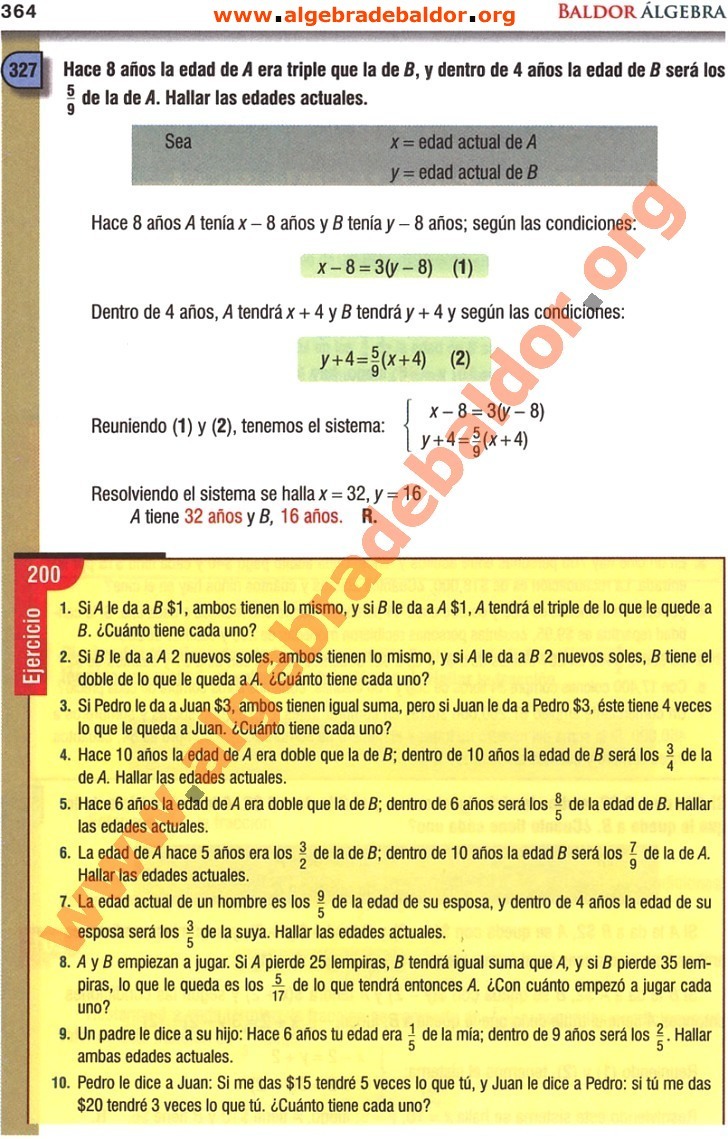 364
www.algebradebaldor.org
BALDOR ÁLGEBRA
327
Hace 8 años la edad de A era triple que la de B, y dentro de 4 años la edad de B será los
5/9 de la de A. Hallar las edades actuales.
Sea x = edad actual de A
y = edad actual de B
Hace 8 años A tenía x – 8 años y B tenía y – 8 años; según las condiciones:
x – 8 = 3(y – 8) (1)
Dentro de 4 años, A tendrá x + 4 y B tendrá y + 4 y según las condiciones:
y + 4 = 5/9 (x + 4) (2)
Reuniendo (1) y (2), tenemos el sistema: { x – 8 = 3(y – 8)
y + 4 = 5/9 (x + 4)
Resolviendo el sistema se halla x = 32, y = 16
A tiene 32 años y B, 16 años. R.
Ejercicio 200
1. Si A le da a B $1, ambos tienen lo mismo, y si B le da a A $1, A tendrá el triple de lo que le quede a
B. ¿Cuánto tiene cada uno?
2. Si B le da a A 2 nuevos soles, ambos tienen lo mismo, y si A le da a B 2 nuevos soles, B tiene el
doble de lo que le queda a A. ¿Cuánto tiene cada uno?
3. Si Pedro le da a Juan $3, ambos tienen igual suma, pero si Juan le da a Pedro $3, éste tiene 4 veces
lo que le queda a Juan. ¿Cuánto tiene cada uno?
4. Hace 10 años la edad de A era doble que la de B; dentro de 10 años la edad de B será los 3/4 de la
de A. Hallar las edades actuales.
5. Hace 6 años la edad de A era doble que la de B; dentro de 6 años será los 8/5 de la edad de B. Hallar
las edades actuales.
6. La edad de A hace 5 años era los 3/2 de la de B; dentro de 10 años la edad B será los 7/9 de la de A.
Hallar las edades actuales.
7. La edad actual de un hombre es los 9/5 de la edad de su esposa, y dentro de 4 años la edad de su
esposa será los 3/5 de la suya. Hallar las edades actuales.
8. A y B empiezan a jugar. Si A pierde 25 lempiras, B tendrá igual suma que A, y si B pierde 35 lem-
piras, lo que le queda es los 5/17 de lo que tendrá entonces A. ¿Con cuánto empezó a jugar cada
uno?
9. Un padre le dice a su hijo: Hace 6 años tu edad era 1/5 de la mía; dentro de 9 años será los 2/5. Hallar
ambas edades actuales.
10. Pedro le dice a Juan: Si me das $15 tendré 5 veces lo que tú, y Juan le dice a Pedro: si tú me das
$20 tendré 3 veces lo que tú. ¿Cuánto tiene cada uno?
www.algebradebaldor.org